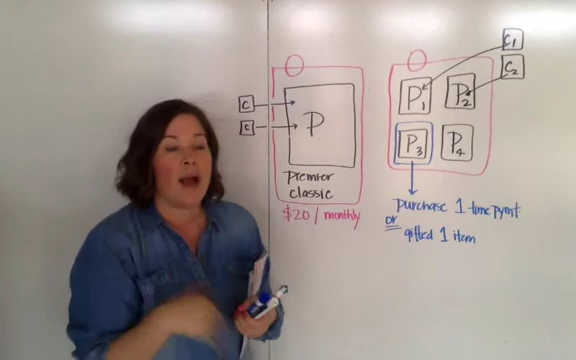 C
C
P
Premier
classic
$20 / monthly
C1
C2
P1
P2
P3
P4
purchase 1 time pymt
or
gifted 1 item